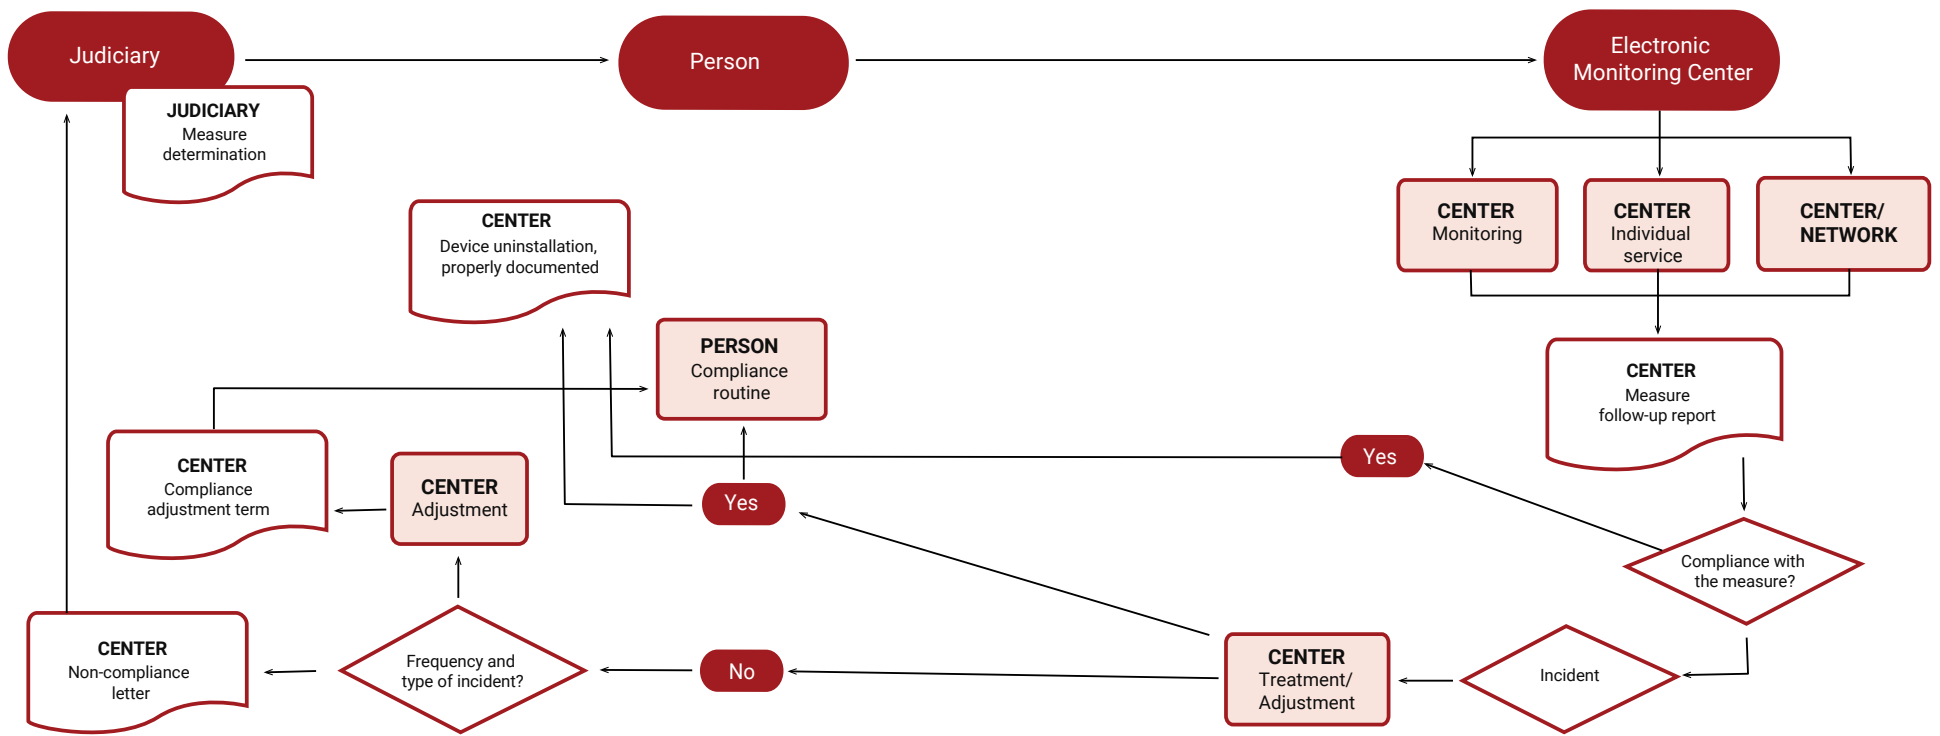 Judiciary
Person
Electronic
Monitoring Center
JUDICIARY
Measure
determination
CENTER
Monitoring
CENTER
Individual
service
CENTER/
NETWORK
CENTER
Device uninstallation,
properly documented
PERSON
Compliance
routine
CENTER
Measure
follow-up report
Yes
CENTER
Compliance
adjustment term
CENTER
Adjustment
Yes
Compliance with
the measure?
CENTER
Non-compliance
letter
Frequency and
type of incident?
No
CENTER
Treatment/
Adjustment
Incident